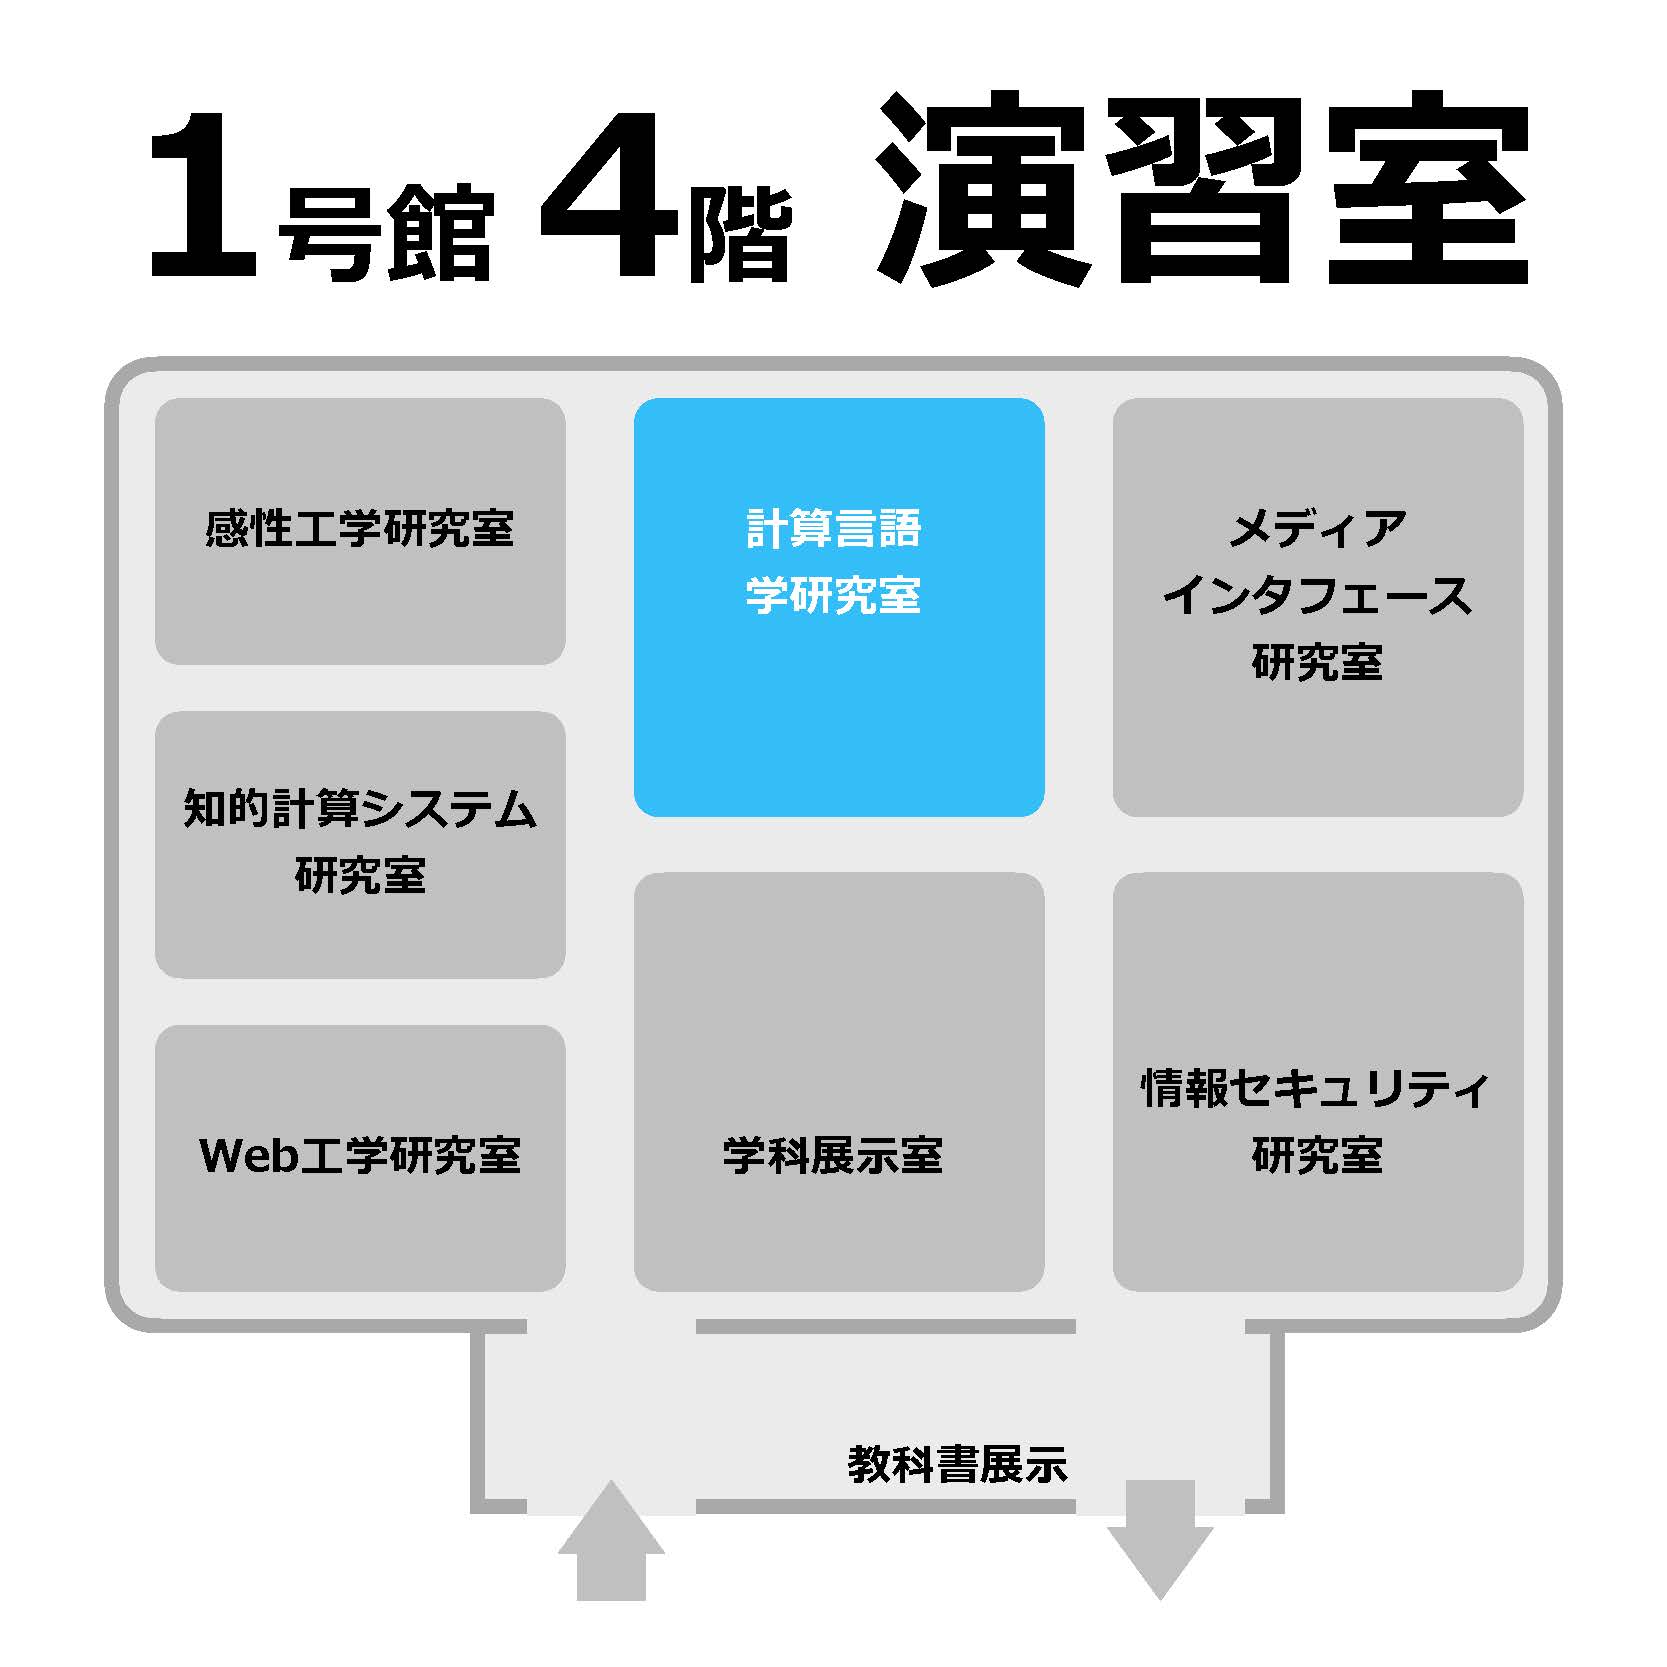 1号館 4階 演習室
感性工学研究室
計算言語
学研究室
メディア
インタフェース
研究室
知的計算システム
研究室
Web工学研究室
学科展示室
情報セキュリティ
研究室
教科書展示